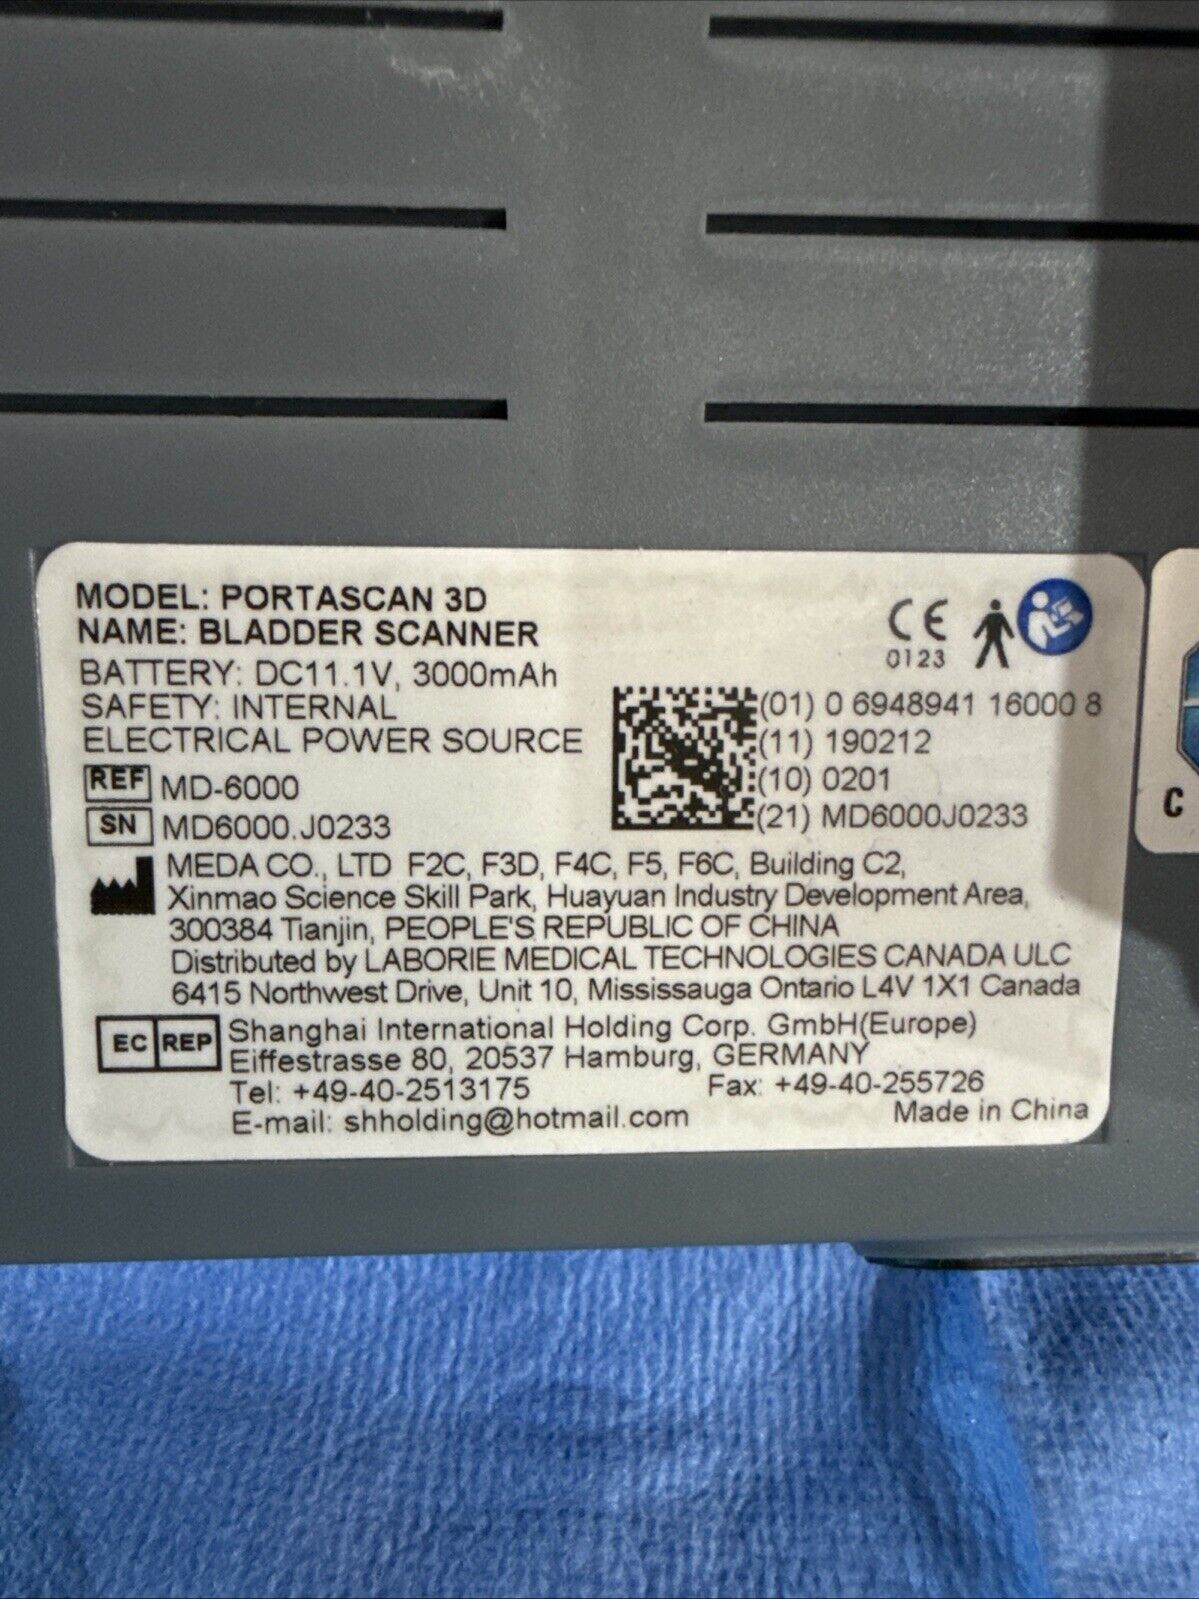 MODEL: PORTASCAN 3D
NAME: BLADDER SCANNER
BATTERY: DC11.1V, 3000mAh
SAFETY: INTERNAL
ELECTRICAL POWER SOURCE
REF MD-6000
SN MD6000.J0233
CE
0123
(01) 0 6948941 16000 8
(11) 190212
(10) 0201
(21) MD6000J0233
MEDA CO., LTD F2C, F3D, F4C, F5, F6C, Building C2,
Xinmao Science Skill Park, Huayuan Industry Development Area,
300384 Tianjin, PEOPLE'S REPUBLIC OF CHINA
Distributed by LABORIE MEDICAL TECHNOLOGIES CANADA ULC
6415 Northwest Drive, Unit 10, Mississauga Ontario L4V 1X1 Canada
EC REP Shanghai International Holding Corp. GmbH(Europe)
Eiffestrasse 80, 20537 Hamburg, GERMANY
Tel: +49-40-2513175 Fax: +49-40-255726
E-mail: shholding@hotmail.com Made in China
C